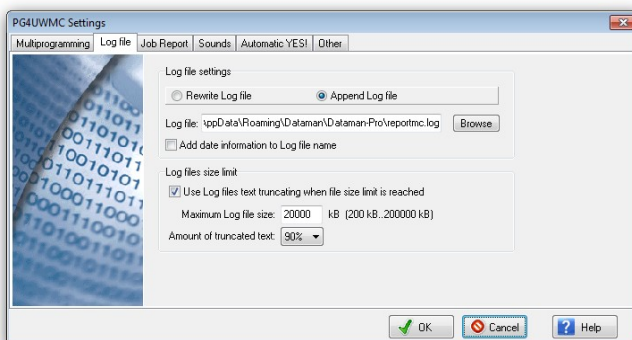 PG4UWMC Settings
Multiprogramming Log file Job Report Sounds Automatic YES! Other
Log file settings
Rewrite Log file Append Log file
Log file: \ppData\Roaming\Dataman\Dataman-Pro\reportmc.log Browse
Add date information to Log file name
Log files size limit
Use Log files text truncating when file size limit is reached
Maximum Log file size: 20000 kB (200 kB..200000 kB)
Amount of truncated text: 90%
OK Cancel Help